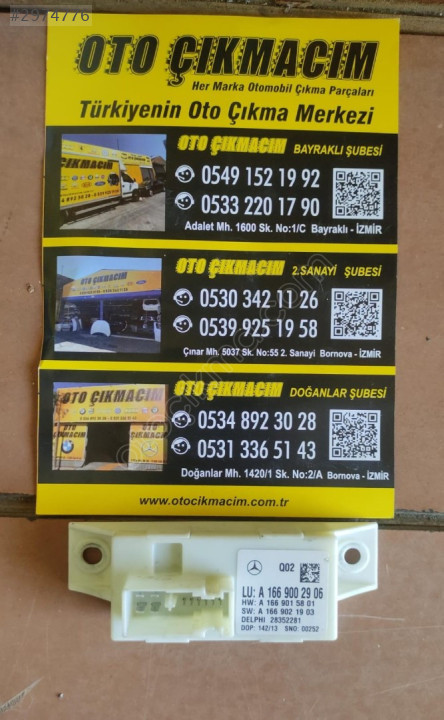 #2974776
OTO ÇIKMACIM
Her Marka Otomobil Çıkma Parçaları
Türkiyenin Oto Çıkma Merkezi
OTO ÇIKMACIM BAYRAKLI ŞUBESİ
0549 152 19 92
0533 220 17 90
Adalet Mh. 1600 Sk. No:1/C Bayraklı - İZMİR
OTO ÇIKMACIM 2.SANAYİ ŞUBESİ
0530 342 11 26
0539 925 19 58
Çınar Mh. 5037 Sk. No:55 2. Sanayi Bornova - İZMİR
OTO ÇIKMACIM
OTO ÇIKMACIM DOĞANLAR ŞUBESİ
0534 892 30 28
0531 336 51 43
Doğanlar Mh. 1420/1 Sk. No:2/A Bornova - İZMİR
www.otocikmacim.com.tr
Q02
LU: A 166 900 29 06
HW: A 166 901 58 01
SW: A 166 902 19 03
DELPHI 28352281
DOP: 142/13 SNO: 00252